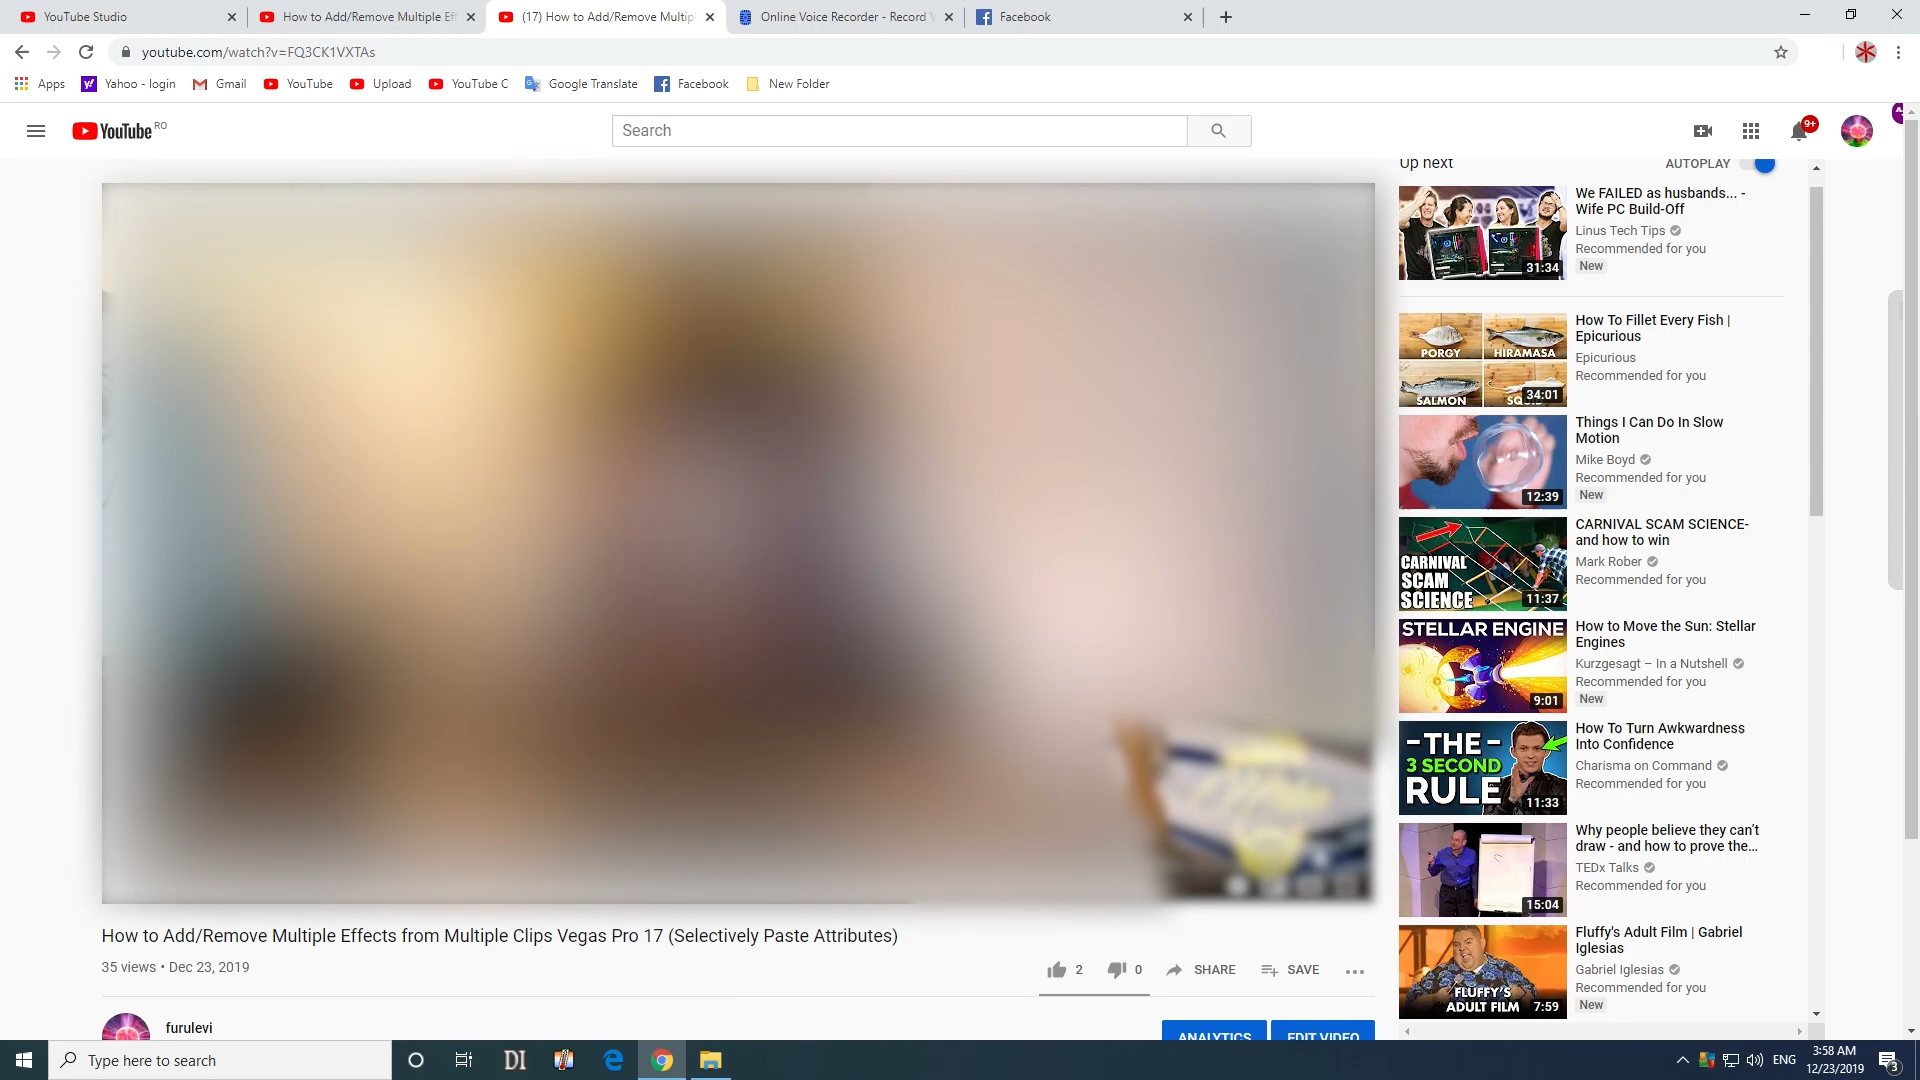 YouTube Studio
How to Add/Remove Multiple Eff
(17) How to Add/Remove Multip
Online Voice Recorder - Record V
Facebook
youtube.com/watch?v=FQ3CK1VXTAs
Apps
Yahoo - login
Gmail
YouTube
Upload
YouTube C
Google Translate
Facebook
New Folder
YouTube RO
Search
9+
Up next
AUTOPLAY
We FAILED as husbands... -
Wife PC Build-Off
Linus Tech Tips
Recommended for you
New
31:34
How To Fillet Every Fish |
Epicurious
Epicurious
Recommended for you
PORGY
HIRAMASA
SALMON
34:01
Things I Can Do In Slow
Motion
Mike Boyd
Recommended for you
New
12:39
CARNIVAL SCAM SCIENCE-
and how to win
Mark Rober
Recommended for you
CARNIVAL
SCAM
SCIENCE
11:37
How to Move the Sun: Stellar
Engines
Kurzgesagt – In a Nutshell
Recommended for you
New
STELLAR ENGINE
9:01
How To Turn Awkwardness
Into Confidence
Charisma on Command
Recommended for you
-THE-
3 SECOND
RULE
11:33
Why people believe they can't
draw - and how to prove the...
TEDx Talks
Recommended for you
15:04
Fluffy's Adult Film | Gabriel
Iglesias
Gabriel Iglesias
Recommended for you
New
FLUFFY'S
ADULT FILM
7:59
How to Add/Remove Multiple Effects from Multiple Clips Vegas Pro 17 (Selectively Paste Attributes)
35 views • Dec 23, 2019
2
0
SHARE
SAVE
furulevi
ANALYTICS
EDIT VIDEO
Type here to search
DI
ENG
3:58 AM
12/23/2019
3